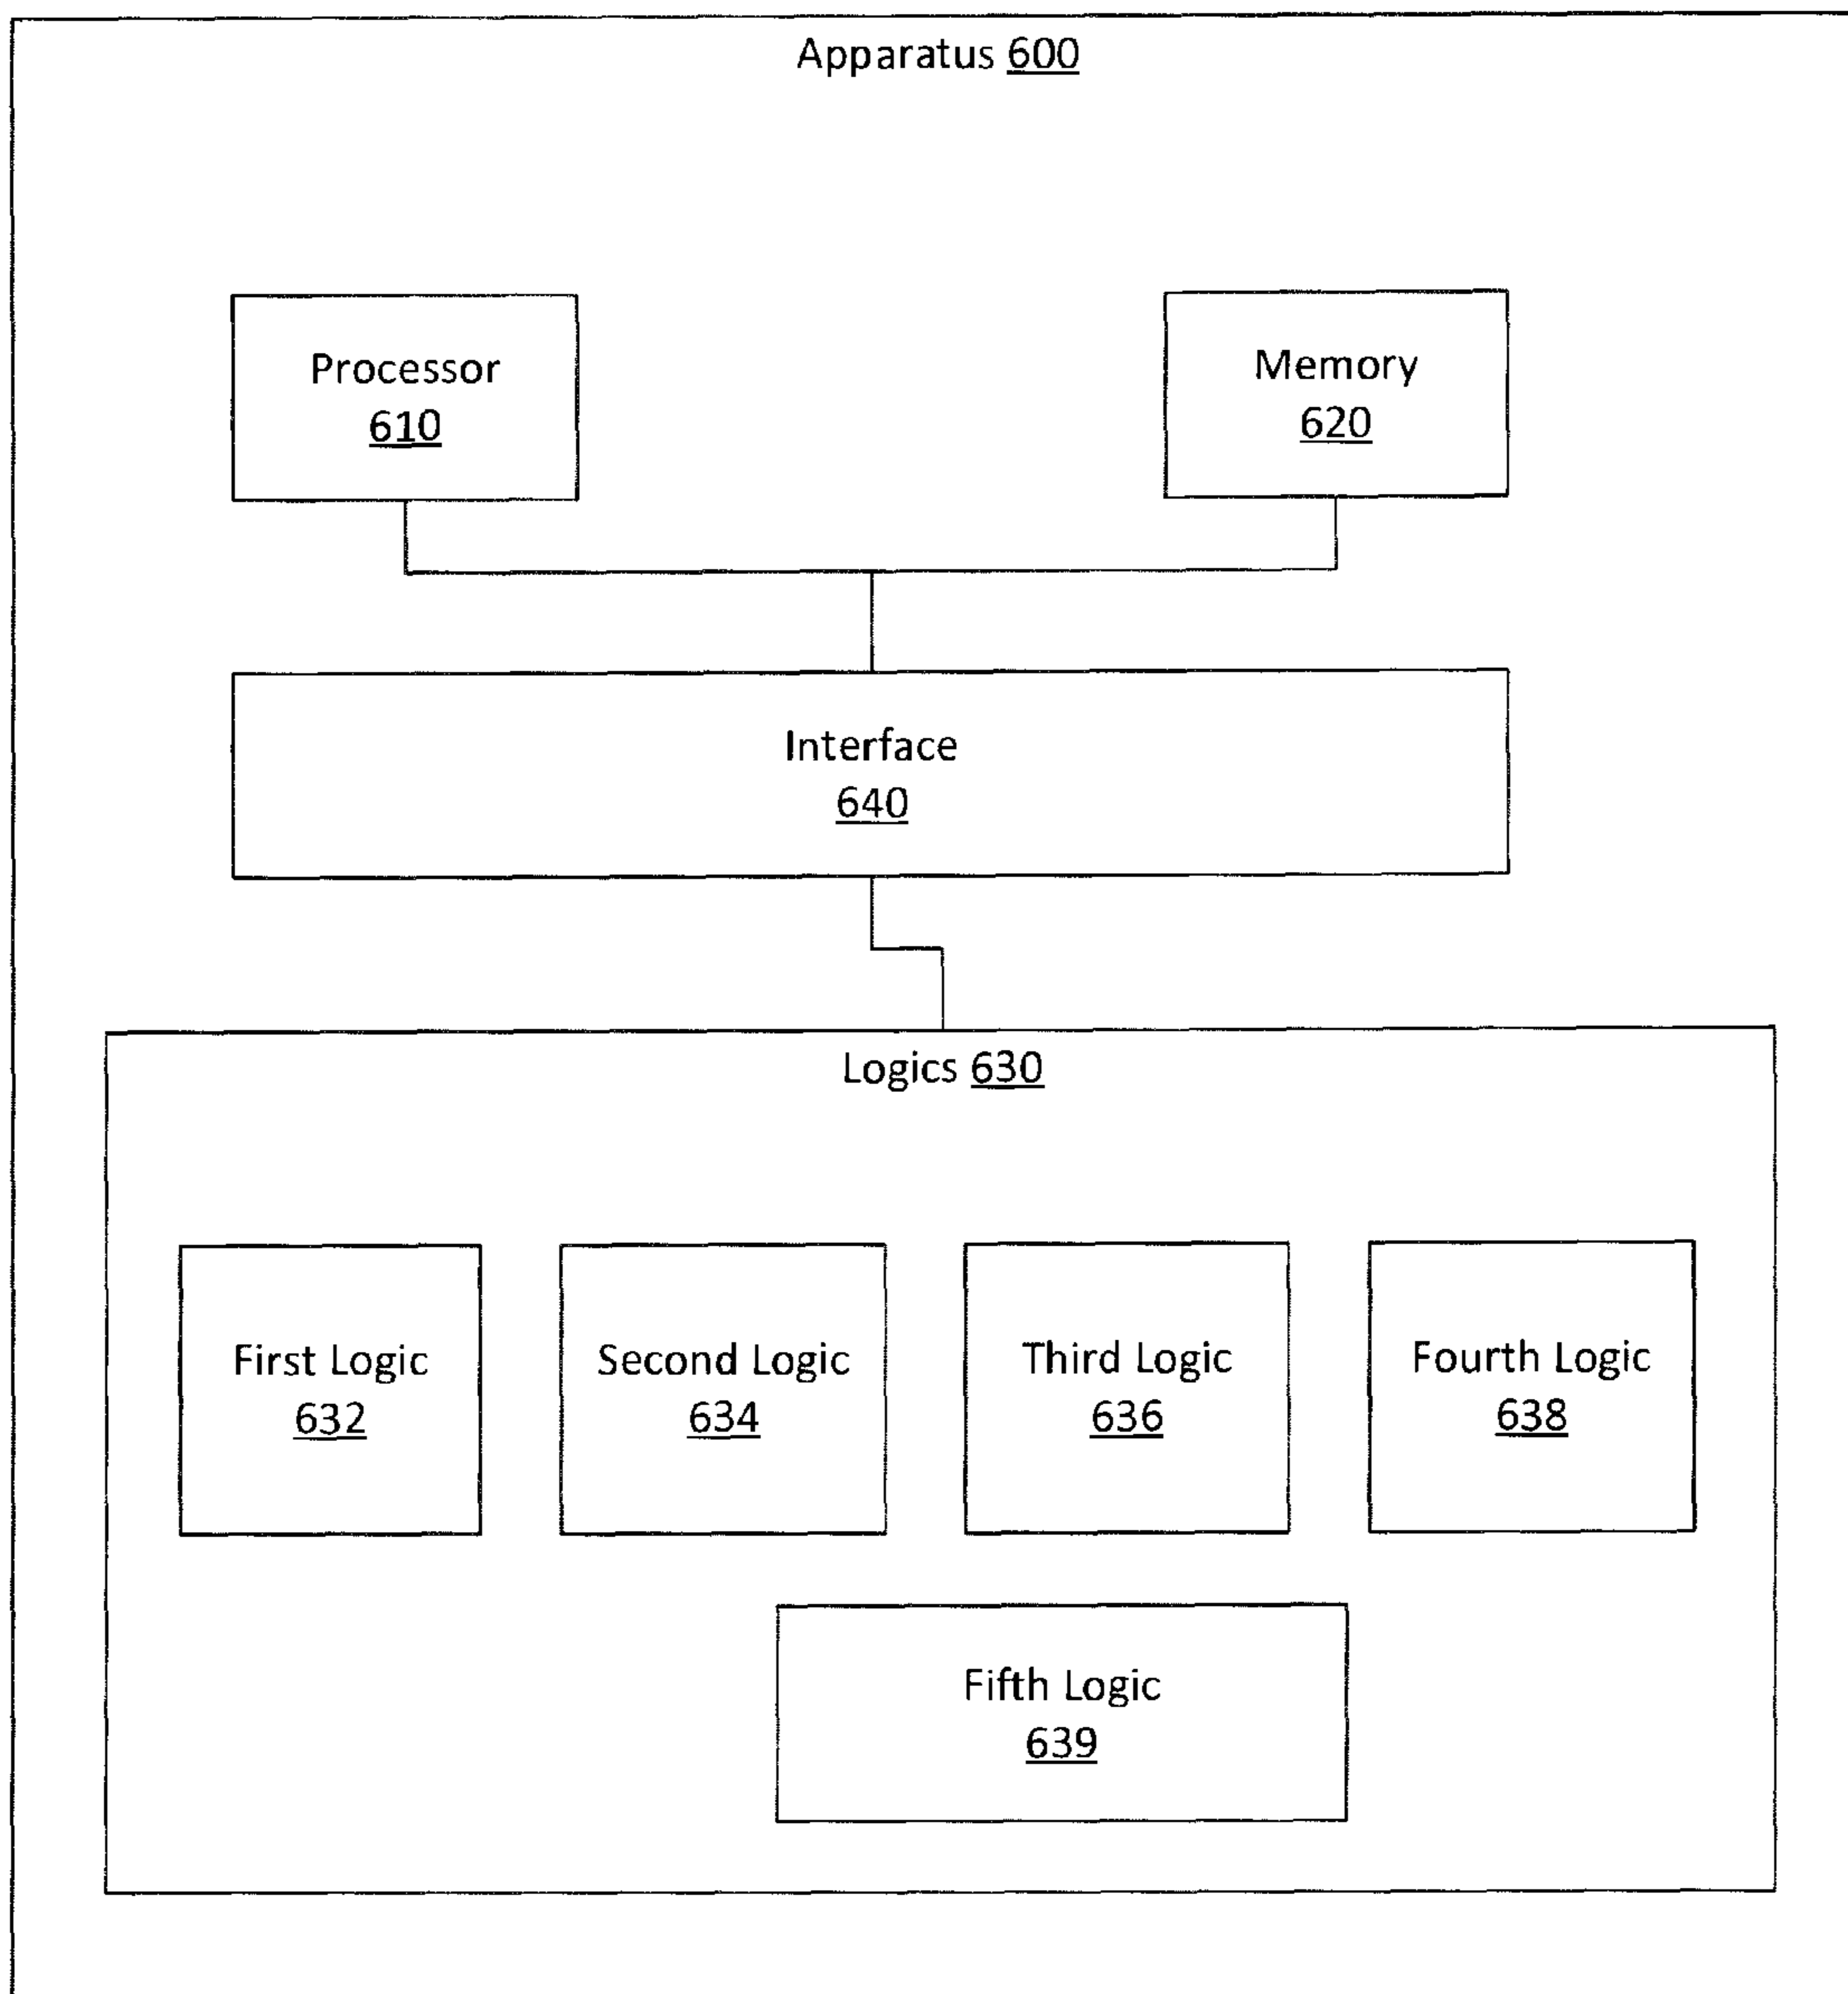 Apparatus 600
Processor
610
Memory
620
Interface
640
Logics 630
First Logic
632
Second Logic
634
Third Logic
636
Fourth Logic
638
Fifth Logic
639